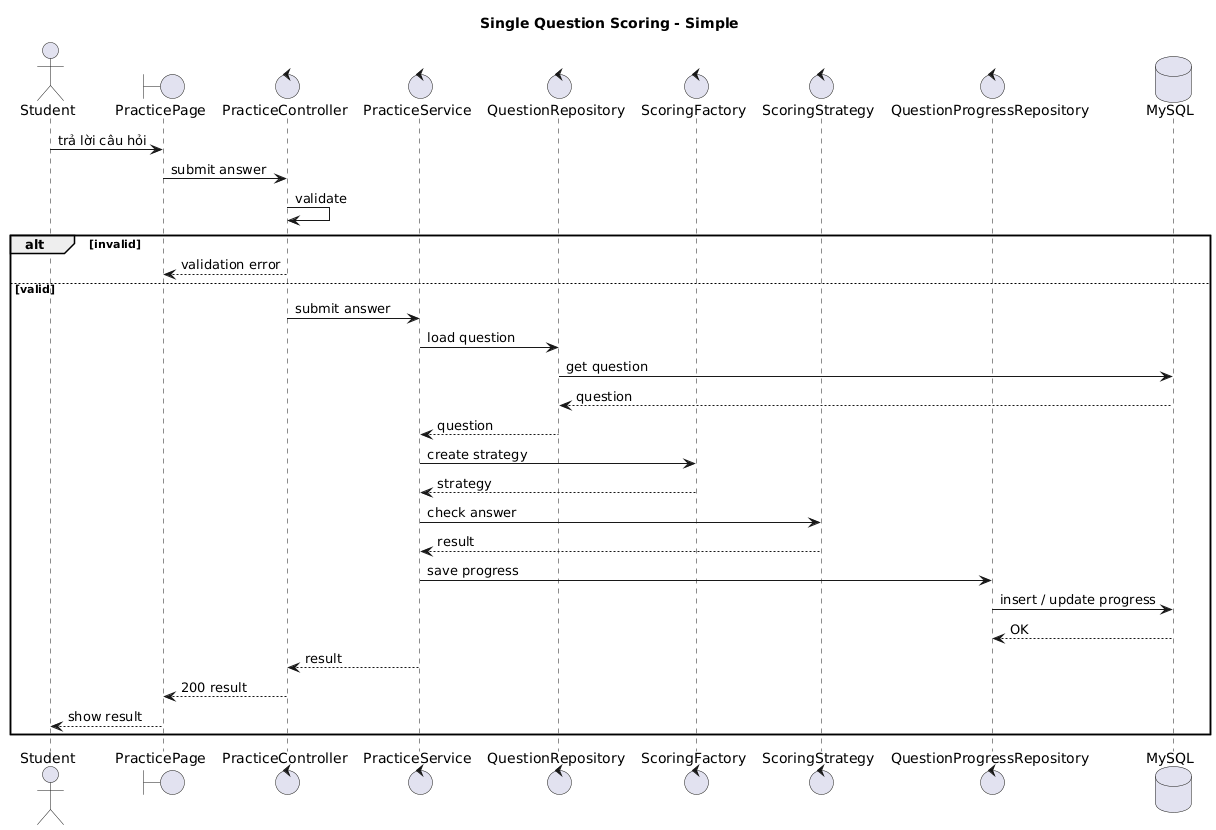 Single Question Scoring - Simple
Student PracticePage PracticeController PracticeService QuestionRepository ScoringFactory ScoringStrategy QuestionProgressRepository MySQL
trả lời câu hỏi
submit answer
validate
alt [invalid]
validation error
[valid]
submit answer
load question
get question
question
question
create strategy
strategy
check answer
result
save progress
insert / update progress
OK
result
200 result
show result
Student PracticePage PracticeController PracticeService QuestionRepository ScoringFactory ScoringStrategy QuestionProgressRepository MySQL